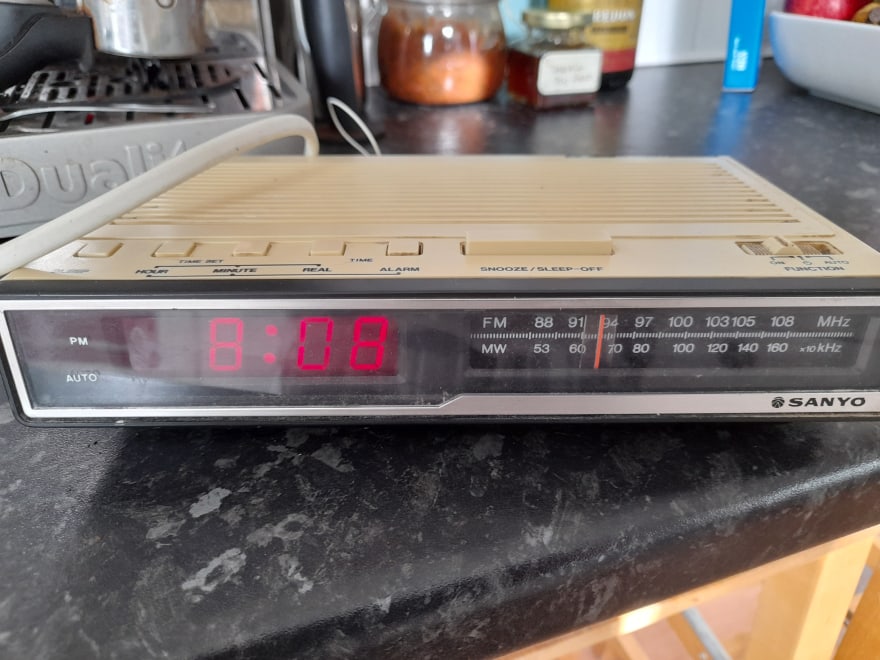 Dualit
SLEEP
TIME SET
TIME
HOUR MINUTE REAL ALARM
SNOOZE/SLEEP-OFF
ON O AUTO
FUNCTION
PM
8:08
AUTO
FM 88 91 94 97 100 103 105 108 MHz
MW 53 60 70 80 100 120 140 160 x10kHz
SANYO